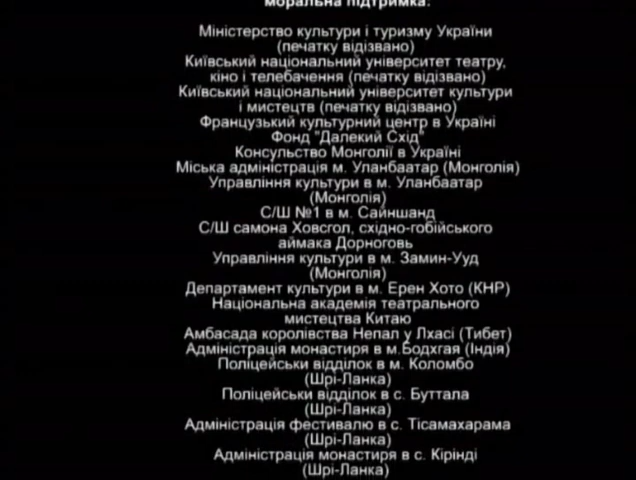 моральна підтримка:
Міністерство культури і туризму України
(печатку відізвано)
Київський національний університет театру,
кіно і телебачення (печатку відізвано)
Київський національний університет культури
і мистецтв (печатку відізвано)
Французький культурний центр в Україні
Фонд "Далекий Схід"
Консульство Монголії в Україні
Міська адміністрація м. Уланбаатар (Монголія)
Управління культури в м. Уланбаатар
(Монголія)
С/Ш №1 в м. Сайншанд
С/Ш самона Ховсгол, східно-гобійського
аймака Дорноговь
Управління культури в м. Замин-Ууд
(Монголія)
Департамент культури в м. Ерен Хото (КНР)
Національна академія театрального
мистецтва Китаю
Амбасада королівства Непал у Лхасі (Тибет)
Адміністрація монастиря в м.Бодхгая (Індія)
Поліцейськи відділок в м. Коломбо
(Шрі-Ланка)
Поліцейськи відділок в с. Буттала
(Шрі-Ланка)
Адміністрація фестивалю в с. Тісамахарама
(Шрі-Ланка)
Адміністрація монастиря в с. Кірінді
(Шрі-Ланка)